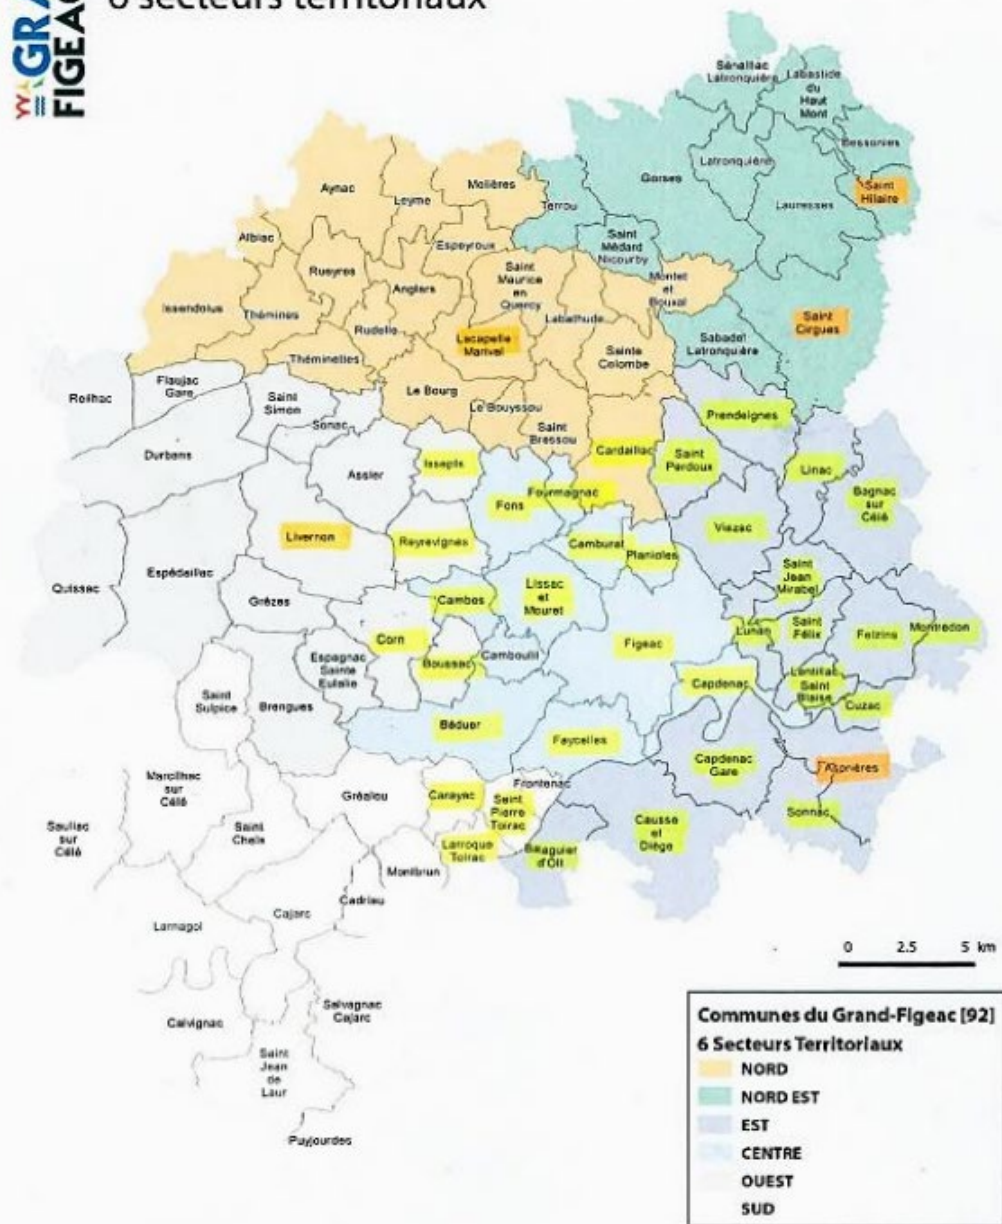 GRA
FIGEAC
6 secteurs territoriaux
Sénaillac
Latronquière
Labastide
du
Haut
Mont
Bessonies
Latronquière
Gorses
Saint
Hilaire
Lauresses
Aynac
Leyme
Molières
Terrou
Albiac
Espeyroux
Saint
Médard
Nicourby
Rueyres
Anglars
Saint
Maurice
en
Quercy
Montet
et
Bouxal
Issendolus
Thémines
Labathude
Saint
Cirgues
Rudelle
Lacapelle
Marival
Sabadel
Latronquière
Théminettes
Sainte
Colombe
Reilhac
Flaujac
Gare
Saint
Simon
Le Bourg
Le Bouyssou
Sonac
Saint
Bressou
Prendeignes
Durbans
Assier
Issepts
Cardaillac
Saint
Perdoux
Linac
Fons
Fourmagnac
Bagnac
sur
Célé
Livernon
Reyrevignes
Camburat
Planioles
Viazac
Quissac
Espédaillac
Grèzes
Cambes
Lissac
et
Mouret
Saint
Jean
Mirabel
Corn
Boussac
Camboulit
Figeac
Lunan
Saint
Félix
Felzins
Montredon
Espagnac
Sainte
Eulalie
Capdenac
Lentillac
Saint
Blaise
Cuzac
Saint
Sulpice
Brengues
Béduer
Faycelles
Capdenac
Gare
Asprières
Marcilhac
sur
Célé
Gréalou
Carayac
Frontenac
Saint
Pierre
Toirac
Sonnac
Sauliac
sur
Célé
Saint
Chels
Larroque
Toirac
Balaguier
d'Olt
Causse
et
Diège
Montbrun
Cadrieu
Larnagol
Cajarc
Calvignac
Salvagnac
Cajarc
Saint
Jean
de
Laur
Puyjourdes
0 2.5 5 km
Communes du Grand-Figeac [92]
6 Secteurs Territoriaux
NORD
NORD EST
EST
CENTRE
OUEST
SUD